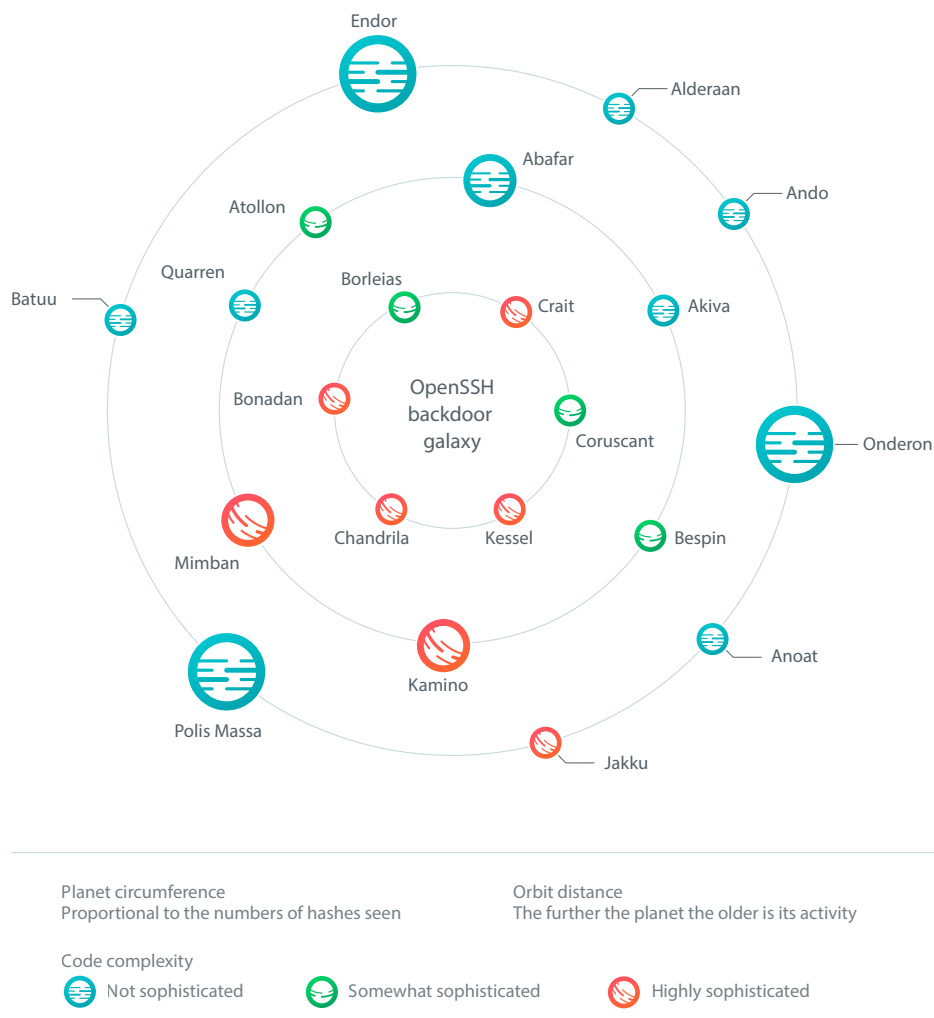 Endor
Alderaan
Abafar
Ando
Atollon
Quarren
Borleias
Batuu
Crait
Akiva
OpenSSH
backdoor
galaxy
Bonadan
Coruscant
Onderon
Chandrila
Kessel
Bespin
Mimban
Anoat
Kamino
Polis Massa
Jakku
Planet circumference
Proportional to the numbers of hashes seen
Orbit distance
The further the planet the older is its activity
Code complexity
Not sophisticated
Somewhat sophisticated
Highly sophisticated